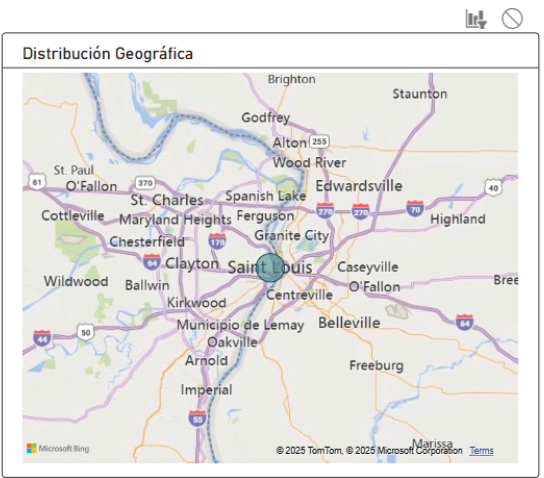 Distribución Geográfica
Brighton
Staunton
Godfrey
Alton 255
Wood River
St. Paul
61 O'Fallon 370 Edwardsville 40
St. Charles Spanish Lake
270 270 70
Cottleville Maryland Heights Ferguson Highland
Chesterfield 170 Granite City
64 Clayton Saint Louis Caseyville
Wildwood Ballwin O'Fallon Bree
Kirkwood Centreville
44 50 Municipio de Lemay Belleville 64
Oakville
Arnold Freeburg
Imperial
55
Marissa
Microsoft Bing © 2025 TomTom, © 2025 Microsoft Corporation Terms